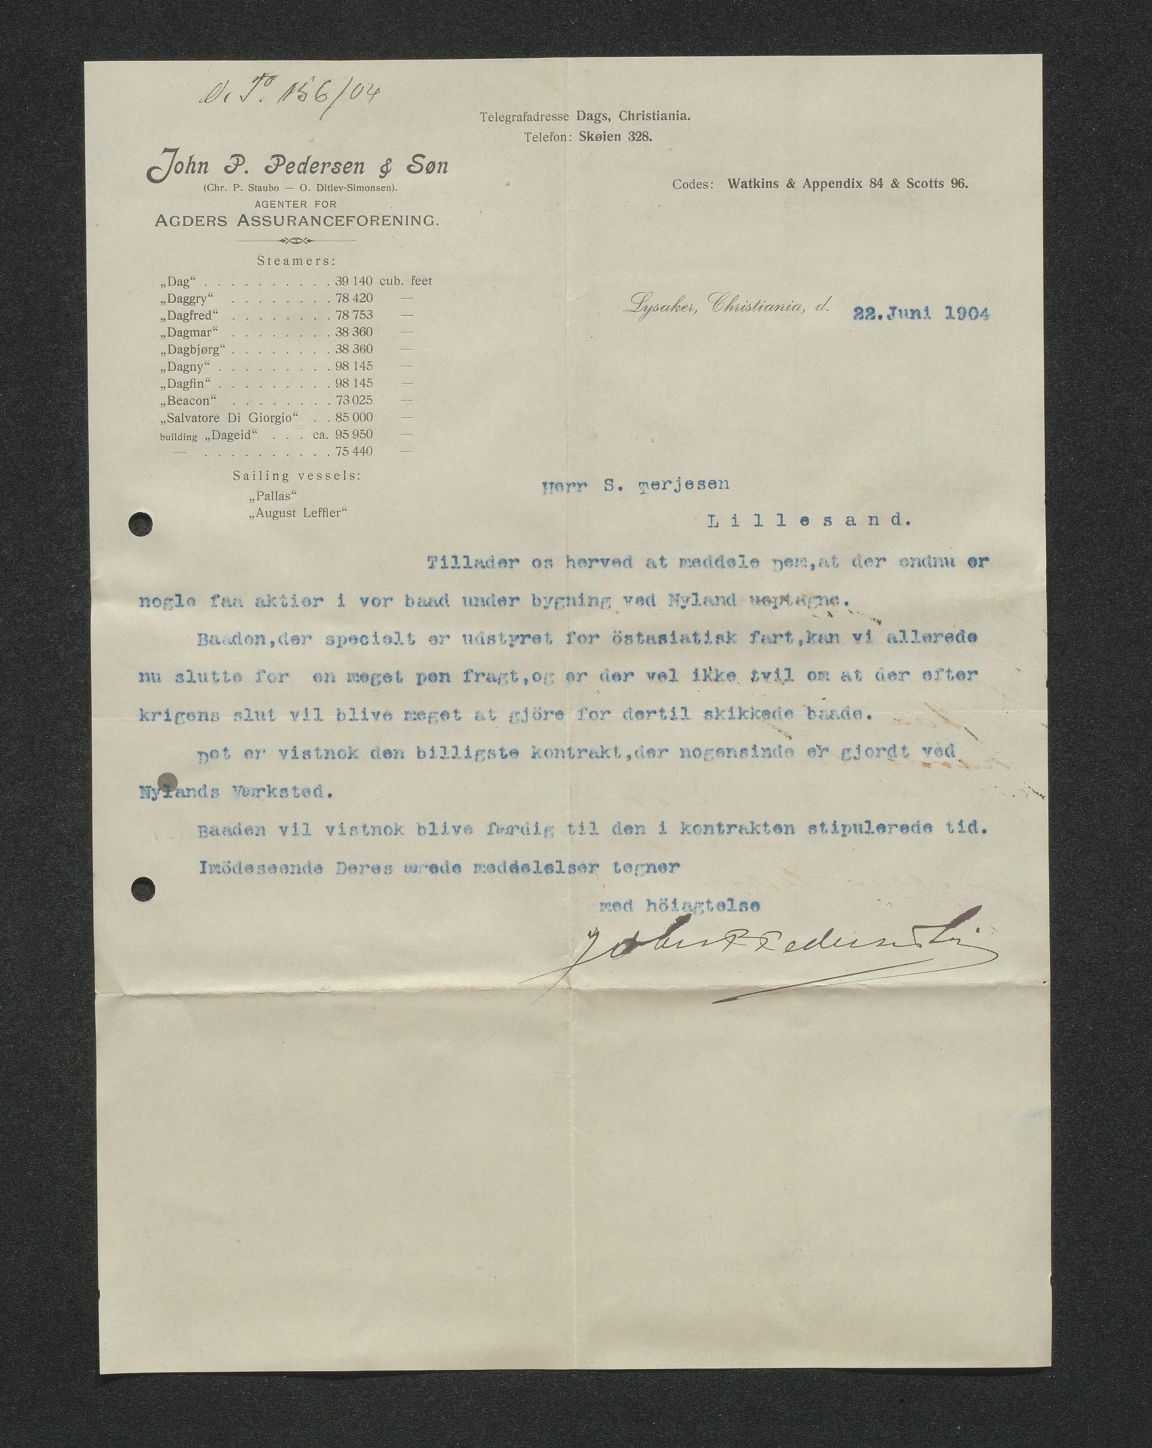 156/04
Telegrafadresse Dags, Christiania.
Telefon: Skøien 328.
John P. Pedersen & Søn
(Chr. P. Staubo — O. Ditlev-Simonsen).
AGENTER FOR
AGDERS ASSURANCEFORENING.
Codes: Watkins & Appendix 84 & Scotts 96.
Steamers:
„Dag“ . . . . . . . . . . 39 140 cub. feet
„Daggry“ . . . . . . . . 78 420 —
„Dagfred“ . . . . . . . . 78 753 —
„Dagmar“ . . . . . . . . 38 360 —
„Dagbjørg“ . . . . . . . . 38 360 —
„Dagny“ . . . . . . . . . 98 145 —
„Dagfin“ . . . . . . . . . 98 145 —
„Beacon“ . . . . . . . . 73 025 —
„Salvatore Di Giorgio“ . . 85 000 —
building „Dageid“ . . . ca. 95 950 —
— . . . . . . . . . . 75 440 —
Sailing vessels:
„Pallas“
„August Leffler“
Lysaker, Christiania, d. 22.Juni 1904
Herr S. Terjesen
Lillesand.
Tillader os herved at meddele Dem,at der endnu er
nogle faa aktier i vor baad under bygning ved Nyland ueptagne.
Baaden,der specielt er udstyret for östasiatisk fart,kan vi allerede
nu slutte for en meget pen fragt,og er der vel ikke tvil om at der efter
krigens slut vil blive meget at gjöre for dertil skikkede baade.
Det er vistnok den billigste kontrakt,der nogensinde er gjordt ved
Nylands Værksted.
Baaden vil vistnok blive færdig til den i kontrakten stipulerede tid.
Imödeseende Deres ærede meddelelser tegner
med höiagtelse
John P Pedersen & Søn